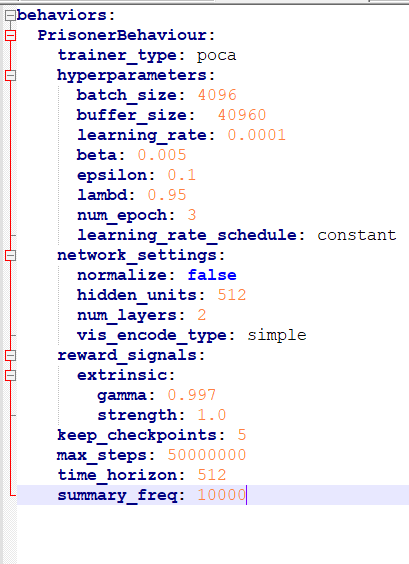 behaviors:
PrisonerBehaviour:
trainer_type: poca
hyperparameters:
batch_size: 4096
buffer_size:  40960
learning_rate: 0.0001
beta: 0.005
epsilon: 0.1
lambd: 0.95
num_epoch: 3
learning_rate_schedule: constant
network_settings:
normalize: false
hidden_units: 512
num_layers: 2
vis_encode_type: simple
reward_signals:
extrinsic:
gamma: 0.997
strength: 1.0
keep_checkpoints: 5
max_steps: 50000000
time_horizon: 512
summary_freq: 10000